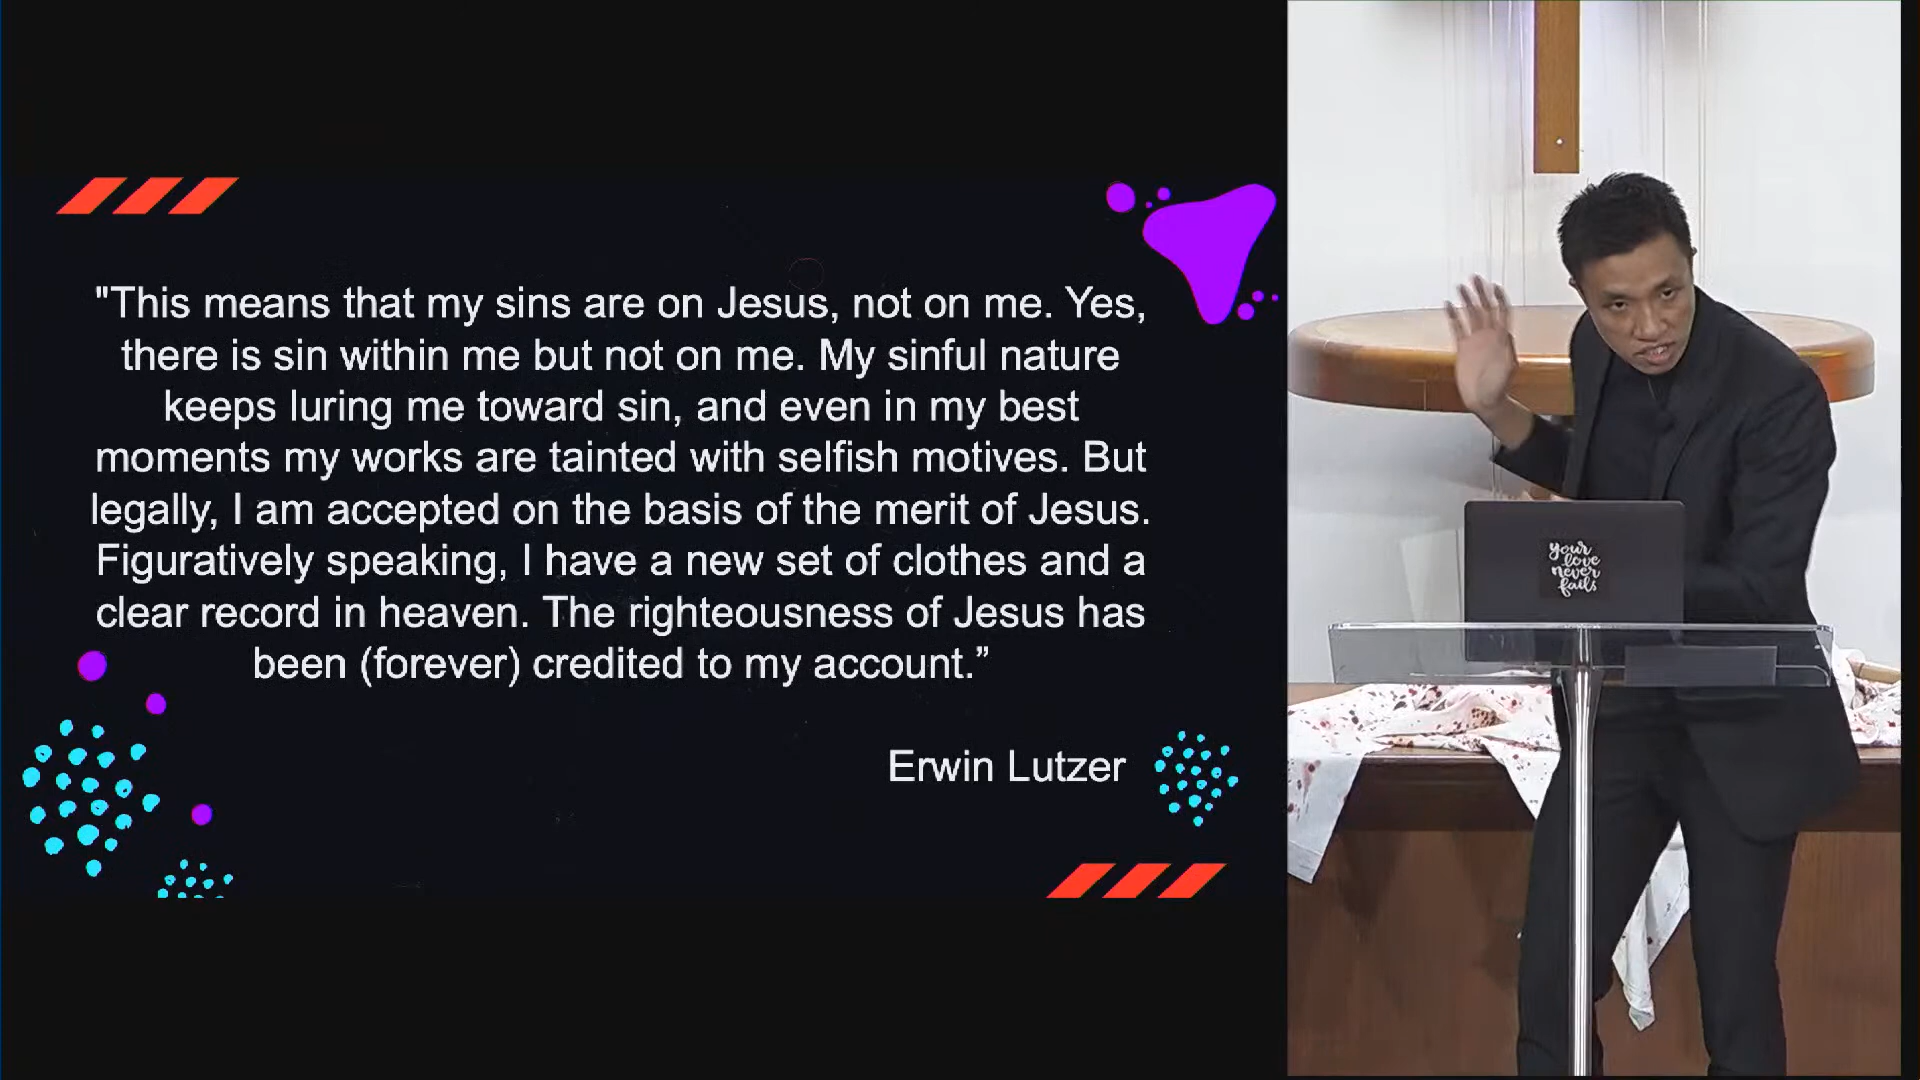 "This means that my sins are on Jesus, not on me. Yes,
there is sin within me but not on me. My sinful nature
keeps luring me toward sin, and even in my best
moments my works are tainted with selfish motives. But
legally, I am accepted on the basis of the merit of Jesus.
Figuratively speaking, I have a new set of clothes and a
clear record in heaven. The righteousness of Jesus has
been (forever) credited to my account.”
Erwin Lutzer
your
love
never
fails